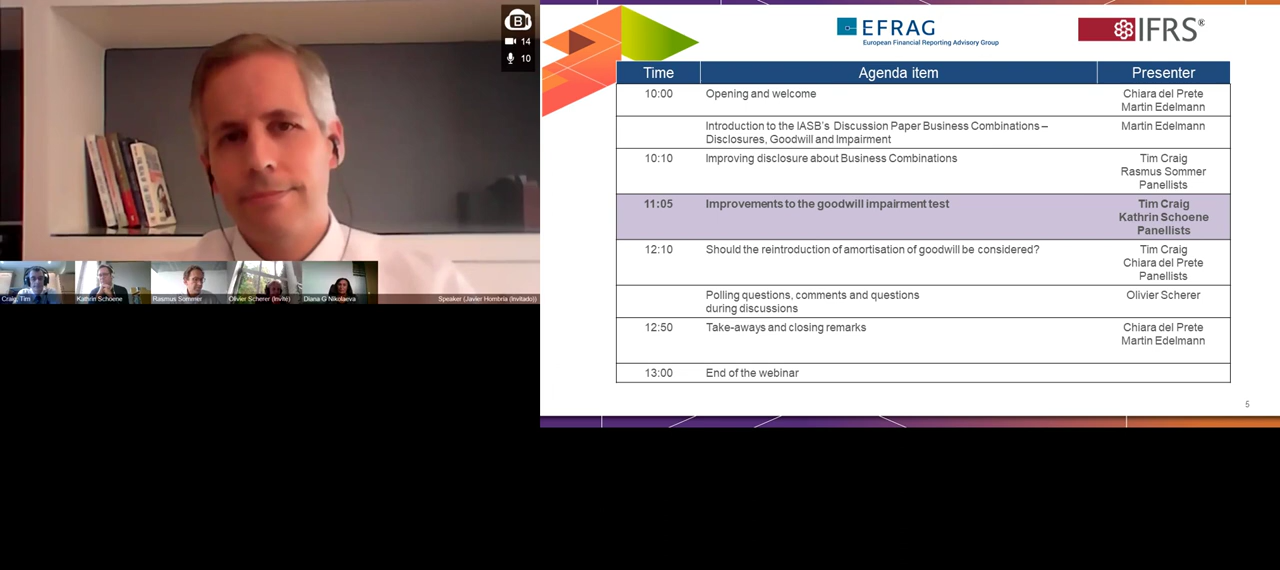 B
14
10
Craig, Tim
Kathrin Schoene
Rasmus Sommer
Olivier Scherer (Invité)
Diana G Nikolaeva
Speaker (Javier Hombria (Invitado))
EFRAG
European Financial Reporting Advisory Group
IFRS®
Time Agenda item Presenter
10:00 Opening and welcome Chiara del Prete
Martin Edelmann
Introduction to the IASB's Discussion Paper Business Combinations – Martin Edelmann
Disclosures, Goodwill and Impairment
10:10 Improving disclosure about Business Combinations Tim Craig
Rasmus Sommer
Panellists
11:05 Improvements to the goodwill impairment test Tim Craig
Kathrin Schoene
Panellists
12:10 Should the reintroduction of amortisation of goodwill be considered? Tim Craig
Chiara del Prete
Panellists
Polling questions, comments and questions Olivier Scherer
during discussions
12:50 Take-aways and closing remarks Chiara del Prete
Martin Edelmann
13:00 End of the webinar
5